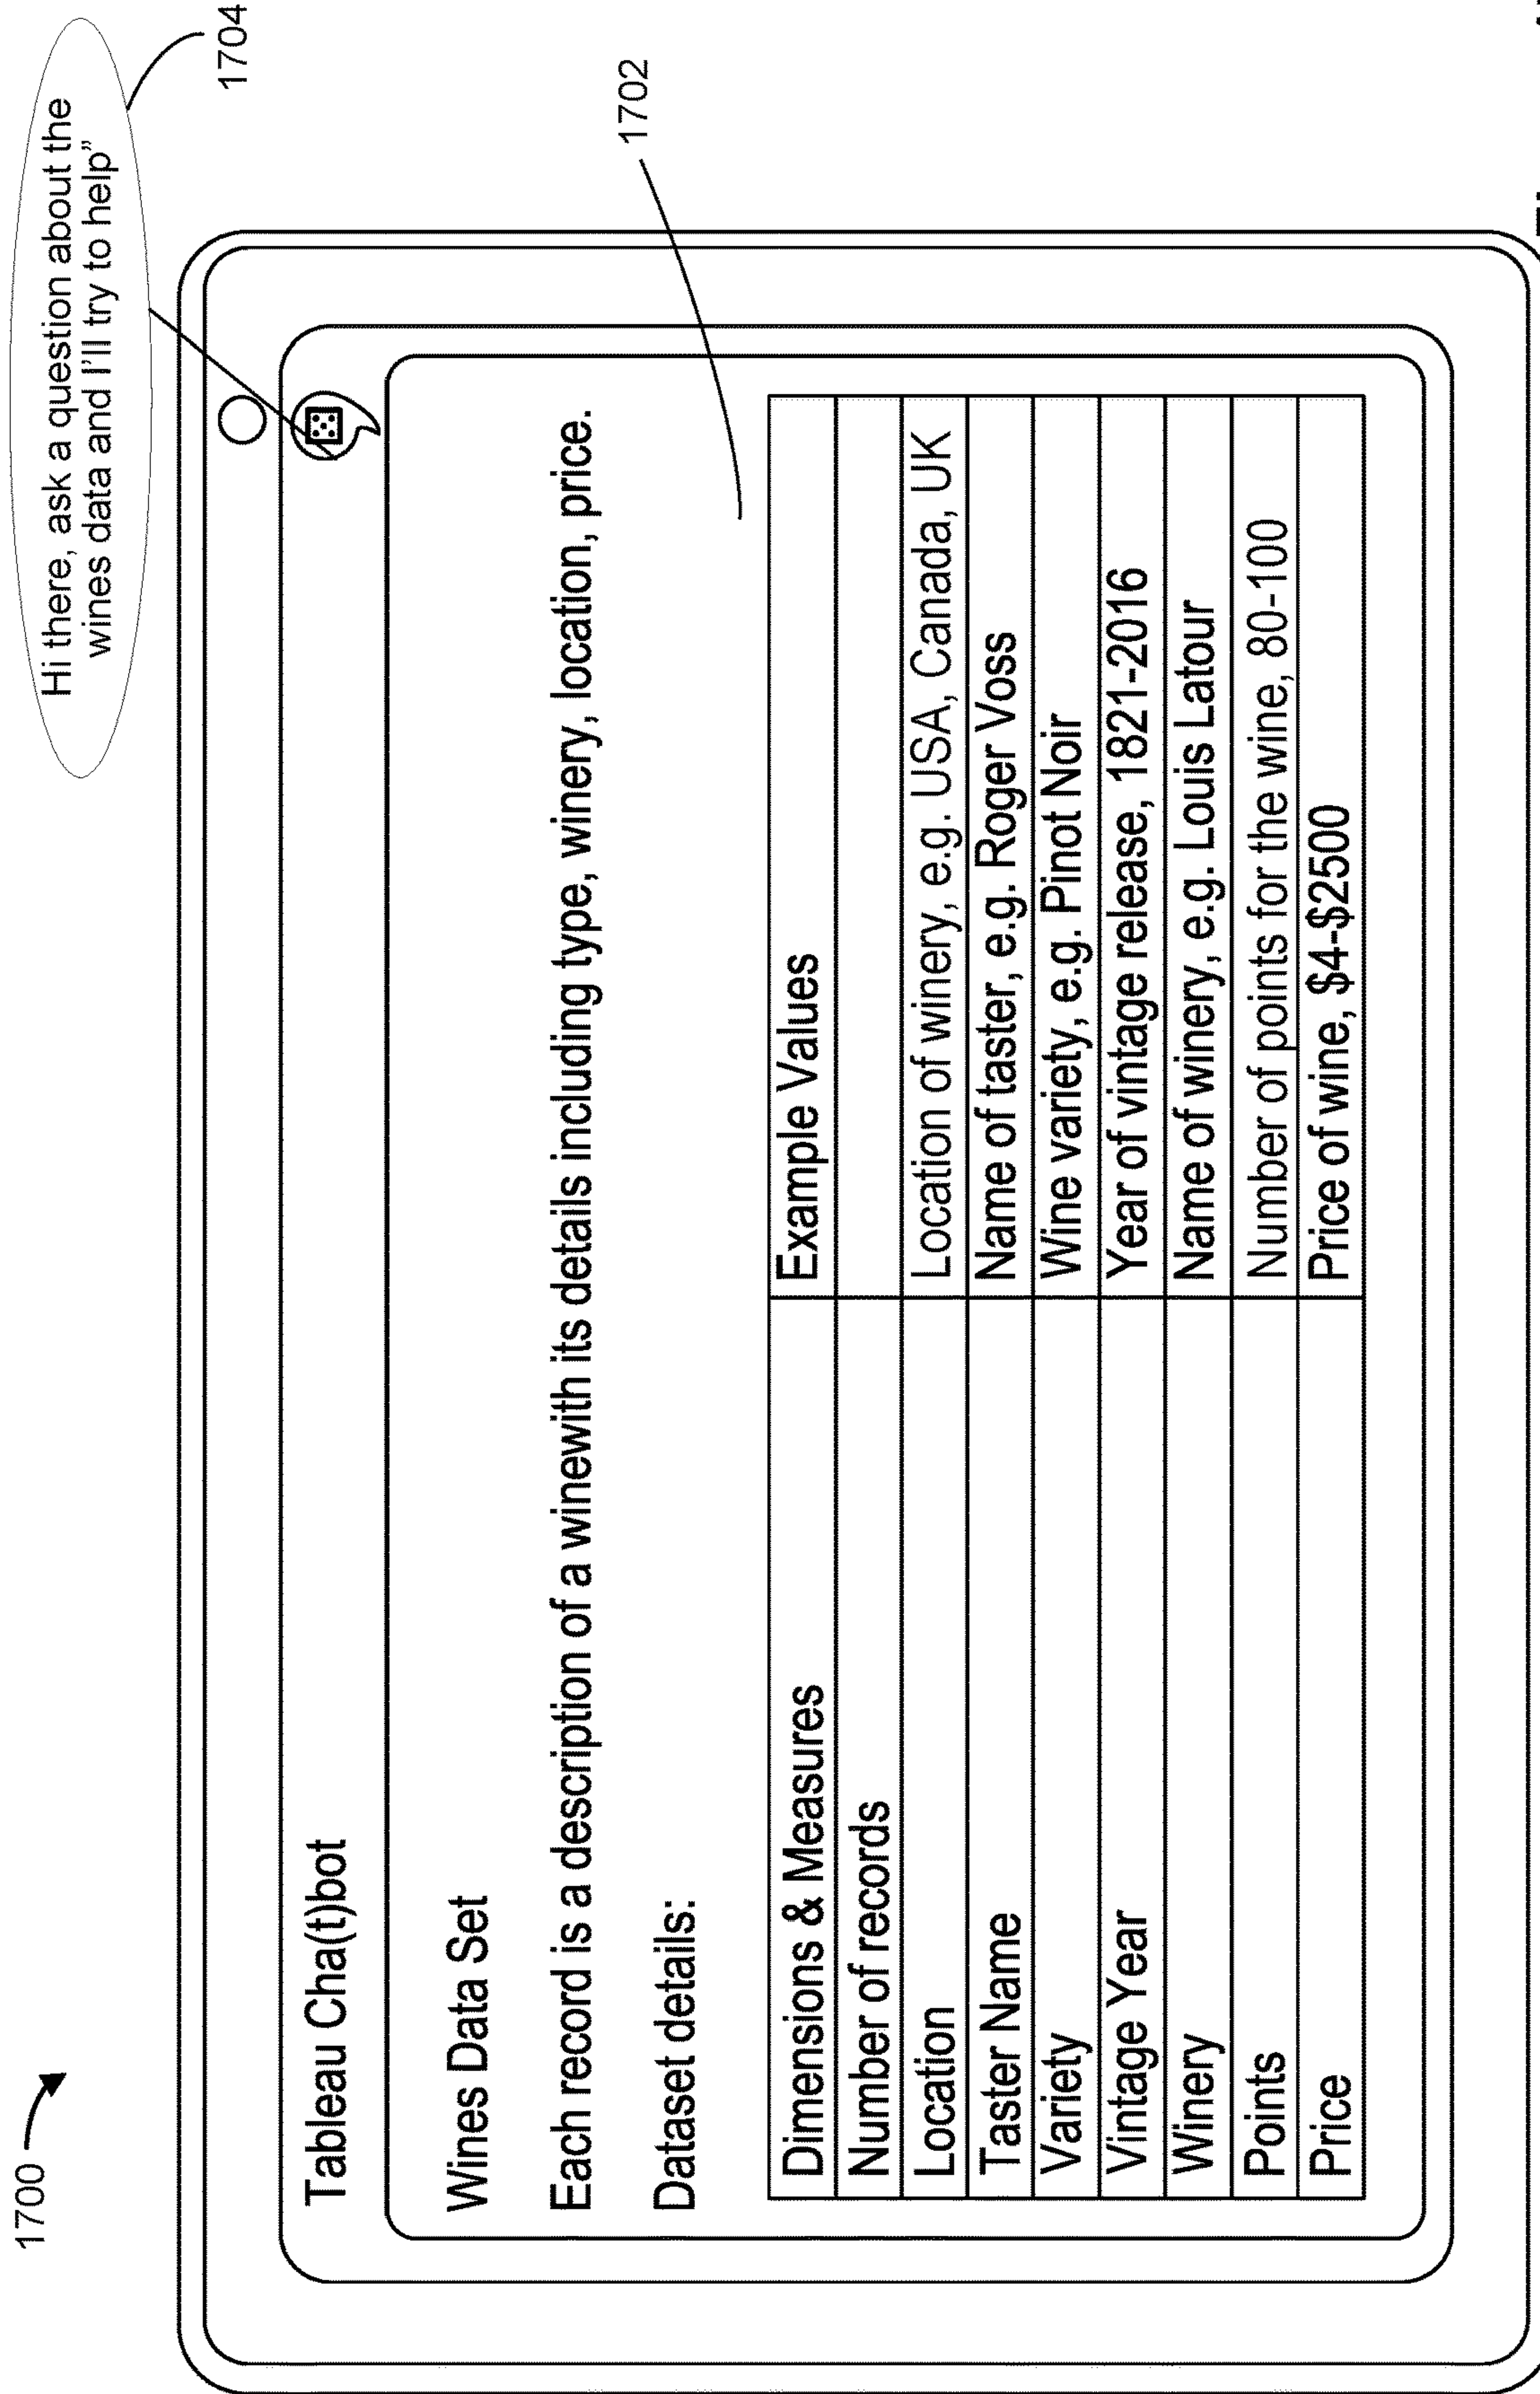 1700
Hi there, ask a question about the
wines data and I'll try to help”
1704
Tableau Cha(t)bot
Wines Data Set
Each record is a description of a winewith its details including type, winery, location, price.
1702
Dataset details:
Dimensions & Measures Example Values
Number of records
Location Location of winery, e.g. USA, Canada, UK
Taster Name Name of taster, e.g. Roger Voss
Variety Wine variety, e.g. Pinot Noir
Vintage Year Year of vintage release, 1821-2016
Winery Name of winery, e.g. Louis Latour
Points Number of points for the wine, 80-100
Price Price of wine, $4-$2500